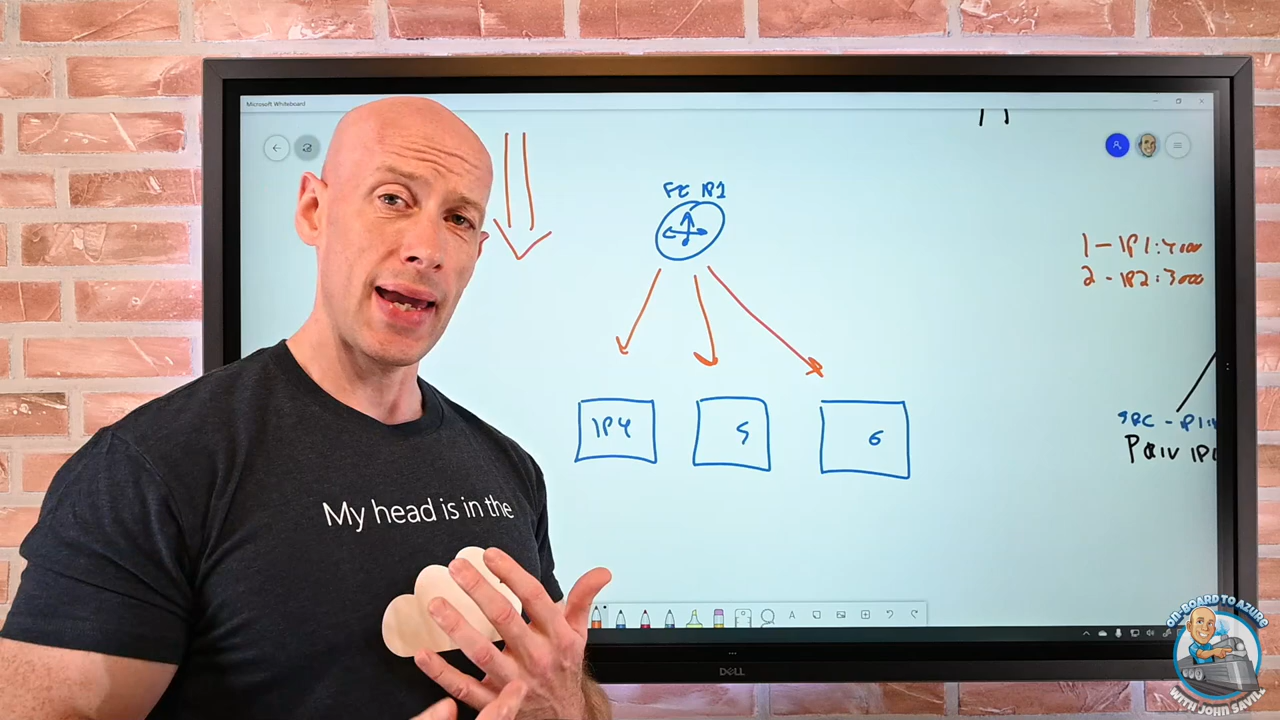 Microsoft Whiteboard
FE IP1
1 - IP1:4000
2 - IP2:3000
IP4
5
6
SRC - IP1:
PRIV IP
My head is in the
A
DELL
ON-BOARD TO AZURE
WITH JOHN SAVILL